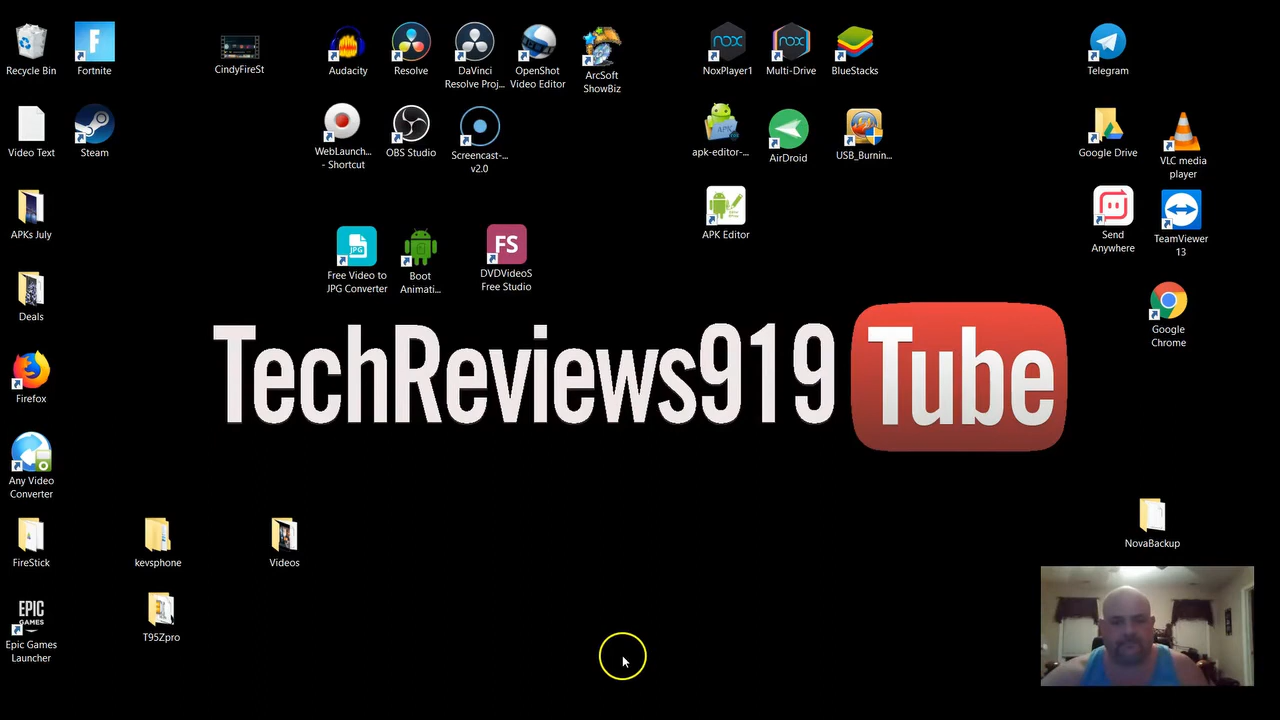 Recycle Bin
Fortnite
CindyFireSt
Audacity
Resolve
DaVinci
Resolve Proj...
OpenShot
Video Editor
ArcSoft
ShowBiz
nox
NoxPlayer1
nox
Multi-Drive
BlueStacks
Telegram
Video Text
Steam
WebLaunch...
- Shortcut
OBS Studio
Screencast-...
v2.0
APK
apk-editor-...
AirDroid
USB_Burnin...
Google Drive
VLC media
player
APKs July
APK Editor
Send
Anywhere
TeamViewer
13
JPG
Free Video to
JPG Converter
Boot
Animati...
FS
DVDVideoS
Free Studio
Deals
Google
Chrome
TechReviews919 Tube
Firefox
Any Video
Converter
FireStick
kevsphone
Videos
NovaBackup
EPIC
GAMES
Epic Games
Launcher
T95Zpro